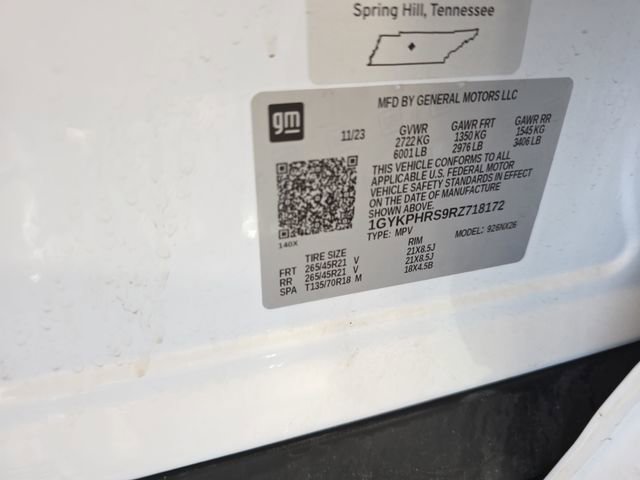 Spring Hill, Tennessee
MFD BY GENERAL MOTORS LLC
gm
11/23 GVWR GAWR FRT GAWR RR
2722 KG 1350 KG 1545 KG
6001 LB 2976 LB 3406 LB
THIS VEHICLE CONFORMS TO ALL
APPLICABLE U.S. FEDERAL MOTOR
VEHICLE SAFETY STANDARDS IN EFFECT
ON THE DATE OF MANUFACTURE
SHOWN ABOVE.
1GYKPHRS9RZ718172
TYPE: MPV MODEL: 926NX26
140X
TIRE SIZE RIM
FRT 265/45R21 V 21X8.5J
RR 265/45R21 V 21X8.5J
SPA T135/70R18 M 18X4.5B